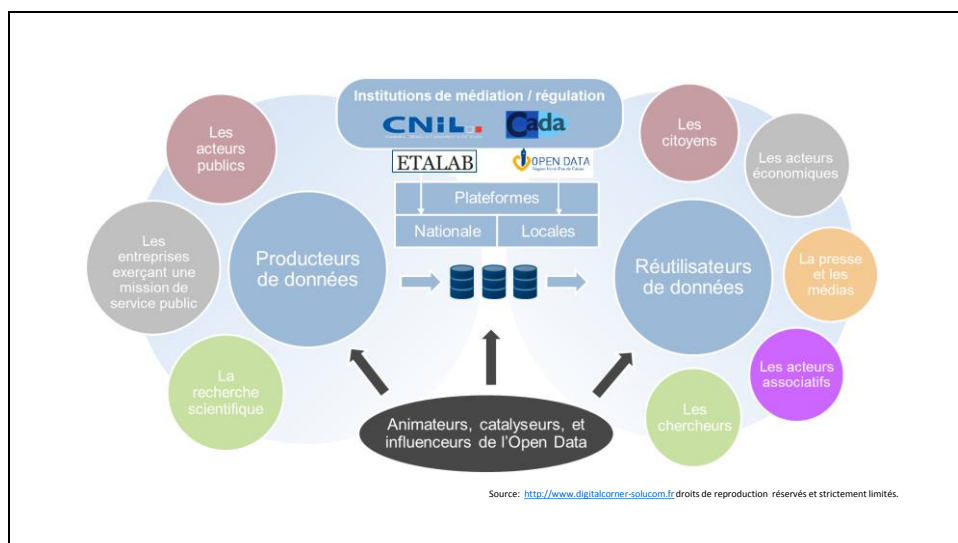 Institutions de médiation / régulation
CNIL
Cada
ETALAB
OPEN DATA
Plateformes
Nationale
Locales
Les
acteurs
publics
Les
entreprises
exerçant une
mission de
service public
La
recherche
scientifique
Producteurs
de données
Réutilisateurs
de données
Les
citoyens
Les acteurs
économiques
La presse
et les
médias
Les acteurs
associatifs
Les
chercheurs
Animateurs, catalyseurs, et
influenceurs de l'Open Data
Source: http://www.digitalcorner-solucom.fr droits de reproduction réservés et strictement limités.